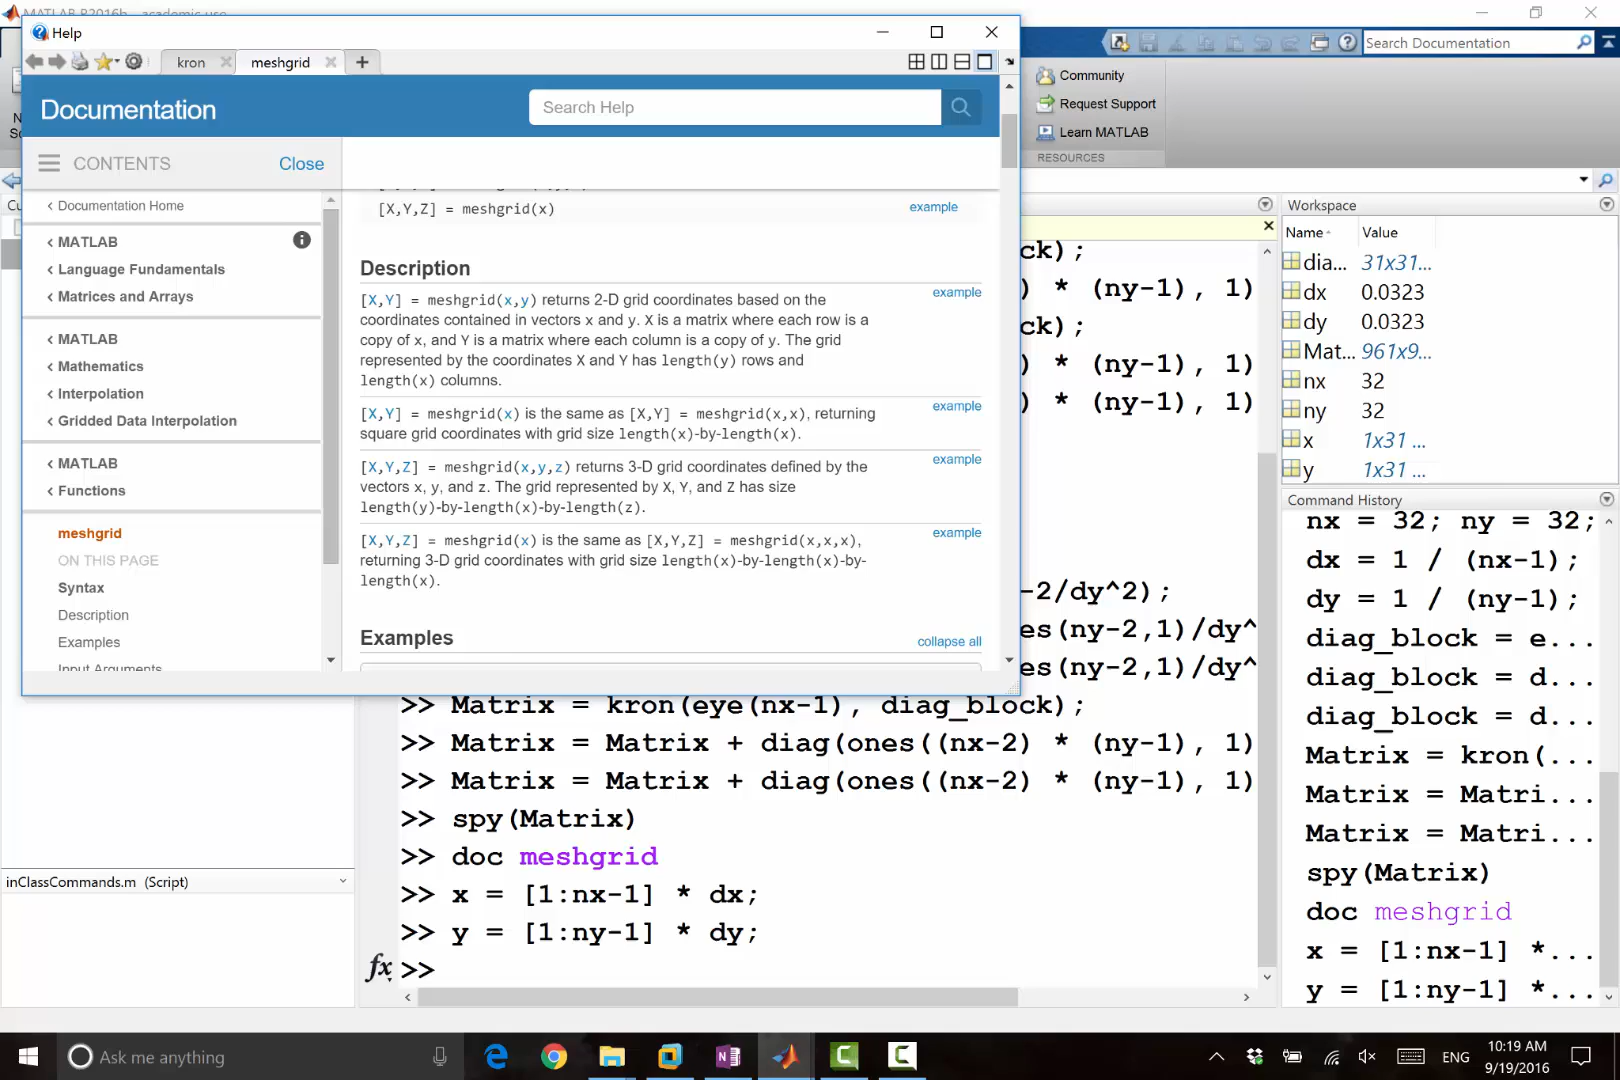 MATLAB R2016b - academic use
Help
kron
meshgrid
Search Documentation
Documentation
Search Help
Community
Request Support
Learn MATLAB
RESOURCES
CONTENTS
Close
Documentation Home
MATLAB
Language Fundamentals
Matrices and Arrays
MATLAB
Mathematics
Interpolation
Gridded Data Interpolation
MATLAB
Functions
meshgrid
ON THIS PAGE
Syntax
Description
Examples
Input Arguments
[X,Y,Z] = meshgrid(x)
example
Description
[X,Y] = meshgrid(x,y) returns 2-D grid coordinates based on the
example
coordinates contained in vectors x and y. X is a matrix where each row is a
copy of x, and Y is a matrix where each column is a copy of y. The grid
represented by the coordinates X and Y has length(y) rows and
length(x) columns.
[X,Y] = meshgrid(x) is the same as [X,Y] = meshgrid(x,x), returning
example
square grid coordinates with grid size length(x)-by-length(x).
[X,Y,Z] = meshgrid(x,y,z) returns 3-D grid coordinates defined by the
example
vectors x, y, and z. The grid represented by X, Y, and Z has size
length(y)-by-length(x)-by-length(z).
[X,Y,Z] = meshgrid(x) is the same as [X,Y,Z] = meshgrid(x,x,x),
example
returning 3-D grid coordinates with grid size length(x)-by-length(x)-by-
length(x).
Examples
collapse all
ck);
) * (ny-1), 1)
ck);
) * (ny-1), 1)
) * (ny-1), 1)
-2/dy^2);
es(ny-2,1)/dy^
es(ny-2,1)/dy^
>> Matrix = kron(eye(nx-1), diag_block);
>> Matrix = Matrix + diag(ones((nx-2) * (ny-1), 1)
>> Matrix = Matrix + diag(ones((nx-2) * (ny-1), 1)
>> spy(Matrix)
>> doc meshgrid
>> x = [1:nx-1] * dx;
>> y = [1:ny-1] * dy;
fx >>
inClassCommands.m (Script)
Workspace
Name Value
dia... 31x31...
dx 0.0323
dy 0.0323
Mat... 961x9...
nx 32
ny 32
x 1x31 ...
y 1x31 ...
Command History
nx = 32; ny = 32;
dx = 1 / (nx-1);
dy = 1 / (ny-1);
diag_block = e...
diag_block = d...
diag_block = d...
Matrix = kron(...
Matrix = Matri...
Matrix = Matri...
spy(Matrix)
doc meshgrid
x = [1:nx-1] *...
y = [1:ny-1] *...
Ask me anything
ENG
10:19 AM
9/19/2016